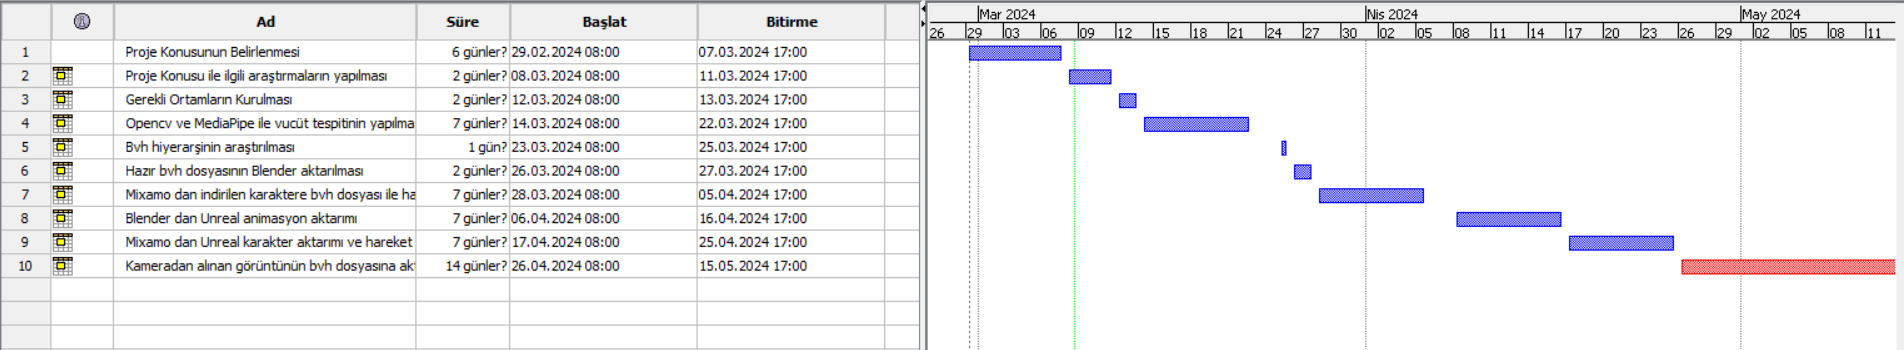 Ad Süre Başlat Bitirme
1 Proje Konusunun Belirlenmesi 6 günler? 29.02.2024 08:00 07.03.2024 17:00
2 Proje Konusu ile ilgili araştırmaların yapılması 2 günler? 08.03.2024 08:00 11.03.2024 17:00
3 Gerekli Ortamların Kurulması 2 günler? 12.03.2024 08:00 13.03.2024 17:00
4 Opencv ve MediaPipe ile vucüt tespitinin yapılma 7 günler? 14.03.2024 08:00 22.03.2024 17:00
5 Bvh hiyerarşinin araştırılması 1 gün? 23.03.2024 08:00 25.03.2024 17:00
6 Hazır bvh dosyasının Blender aktarılması 2 günler? 26.03.2024 08:00 27.03.2024 17:00
7 Mixamo dan indirilen karaktere bvh dosyası ile ha 7 günler? 28.03.2024 08:00 05.04.2024 17:00
8 Blender dan Unreal animasyon aktarımı 7 günler? 06.04.2024 08:00 16.04.2024 17:00
9 Mixamo dan Unreal karakter aktarımı ve hareket 7 günler? 17.04.2024 08:00 25.04.2024 17:00
10 Kameradan alınan görüntünün bvh dosyasına ak 14 günler? 26.04.2024 08:00 15.05.2024 17:00
Mar 2024 Nis 2024 May 2024
26 29 03 06 09 12 15 18 21 24 27 30 02 05 08 11 14 17 20 23 26 29 02 05 08 11